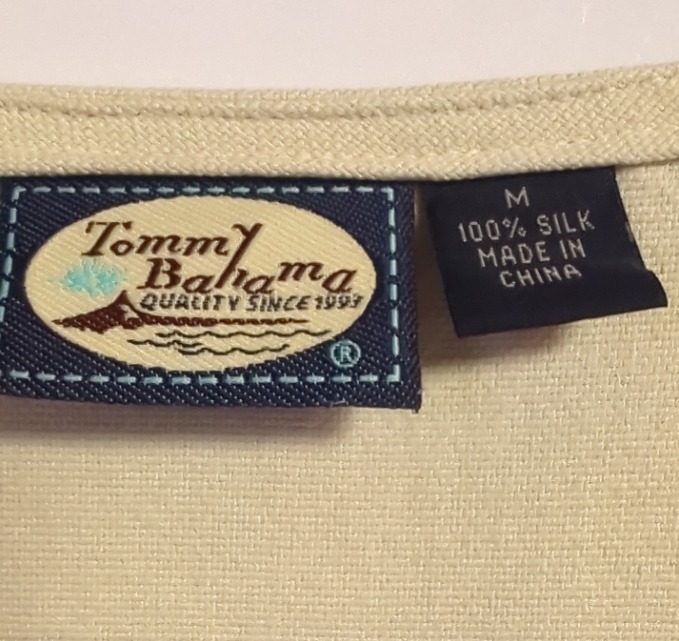 Tommy
Bahama
QUALITY SINCE 1993
®
M
100% SILK
MADE IN
CHINA